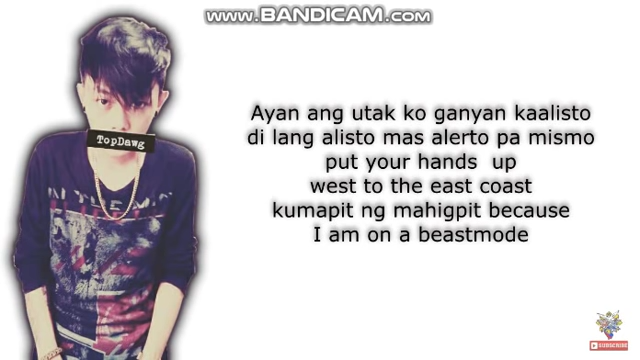 www.BANDICAM.com
TopDawg
Ayan ang utak ko ganyan kaalisto
di lang alisto mas alerto pa mismo
put your hands up
west to the east coast
kumapit ng mahigpit because
I am on a beastmode
SUBSCRIBE